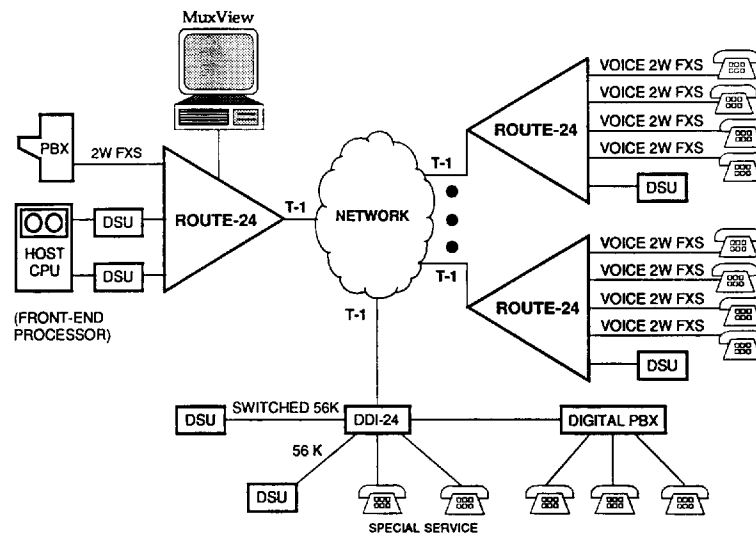 MuxView
PBX
2W FXS
HOST
CPU
DSU
DSU
(FRONT-END
PROCESSOR)
ROUTE-24
T-1
NETWORK
T-1
T-1
T-1
ROUTE-24
VOICE 2W FXS
VOICE 2W FXS
VOICE 2W FXS
VOICE 2W FXS
DSU
ROUTE-24
VOICE 2W FXS
VOICE 2W FXS
VOICE 2W FXS
VOICE 2W FXS
DSU
DSU
SWITCHED 56K
DDI-24
DIGITAL PBX
56 K
DSU
SPECIAL SERVICE